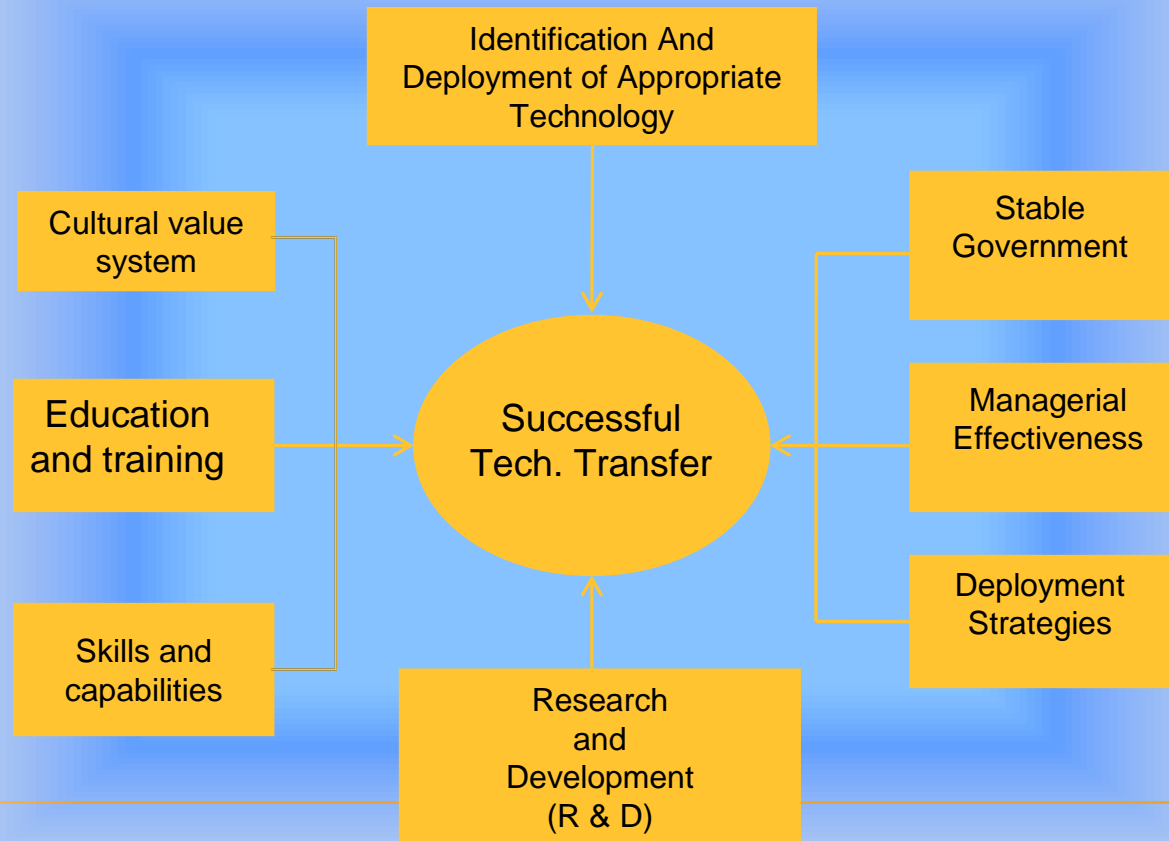 Identification And
Deployment of Appropriate
Technology
Cultural value
system
Stable
Government
Education
and training
Successful
Tech. Transfer
Managerial
Effectiveness
Skills and
capabilities
Deployment
Strategies
Research
and
Development
(R & D)